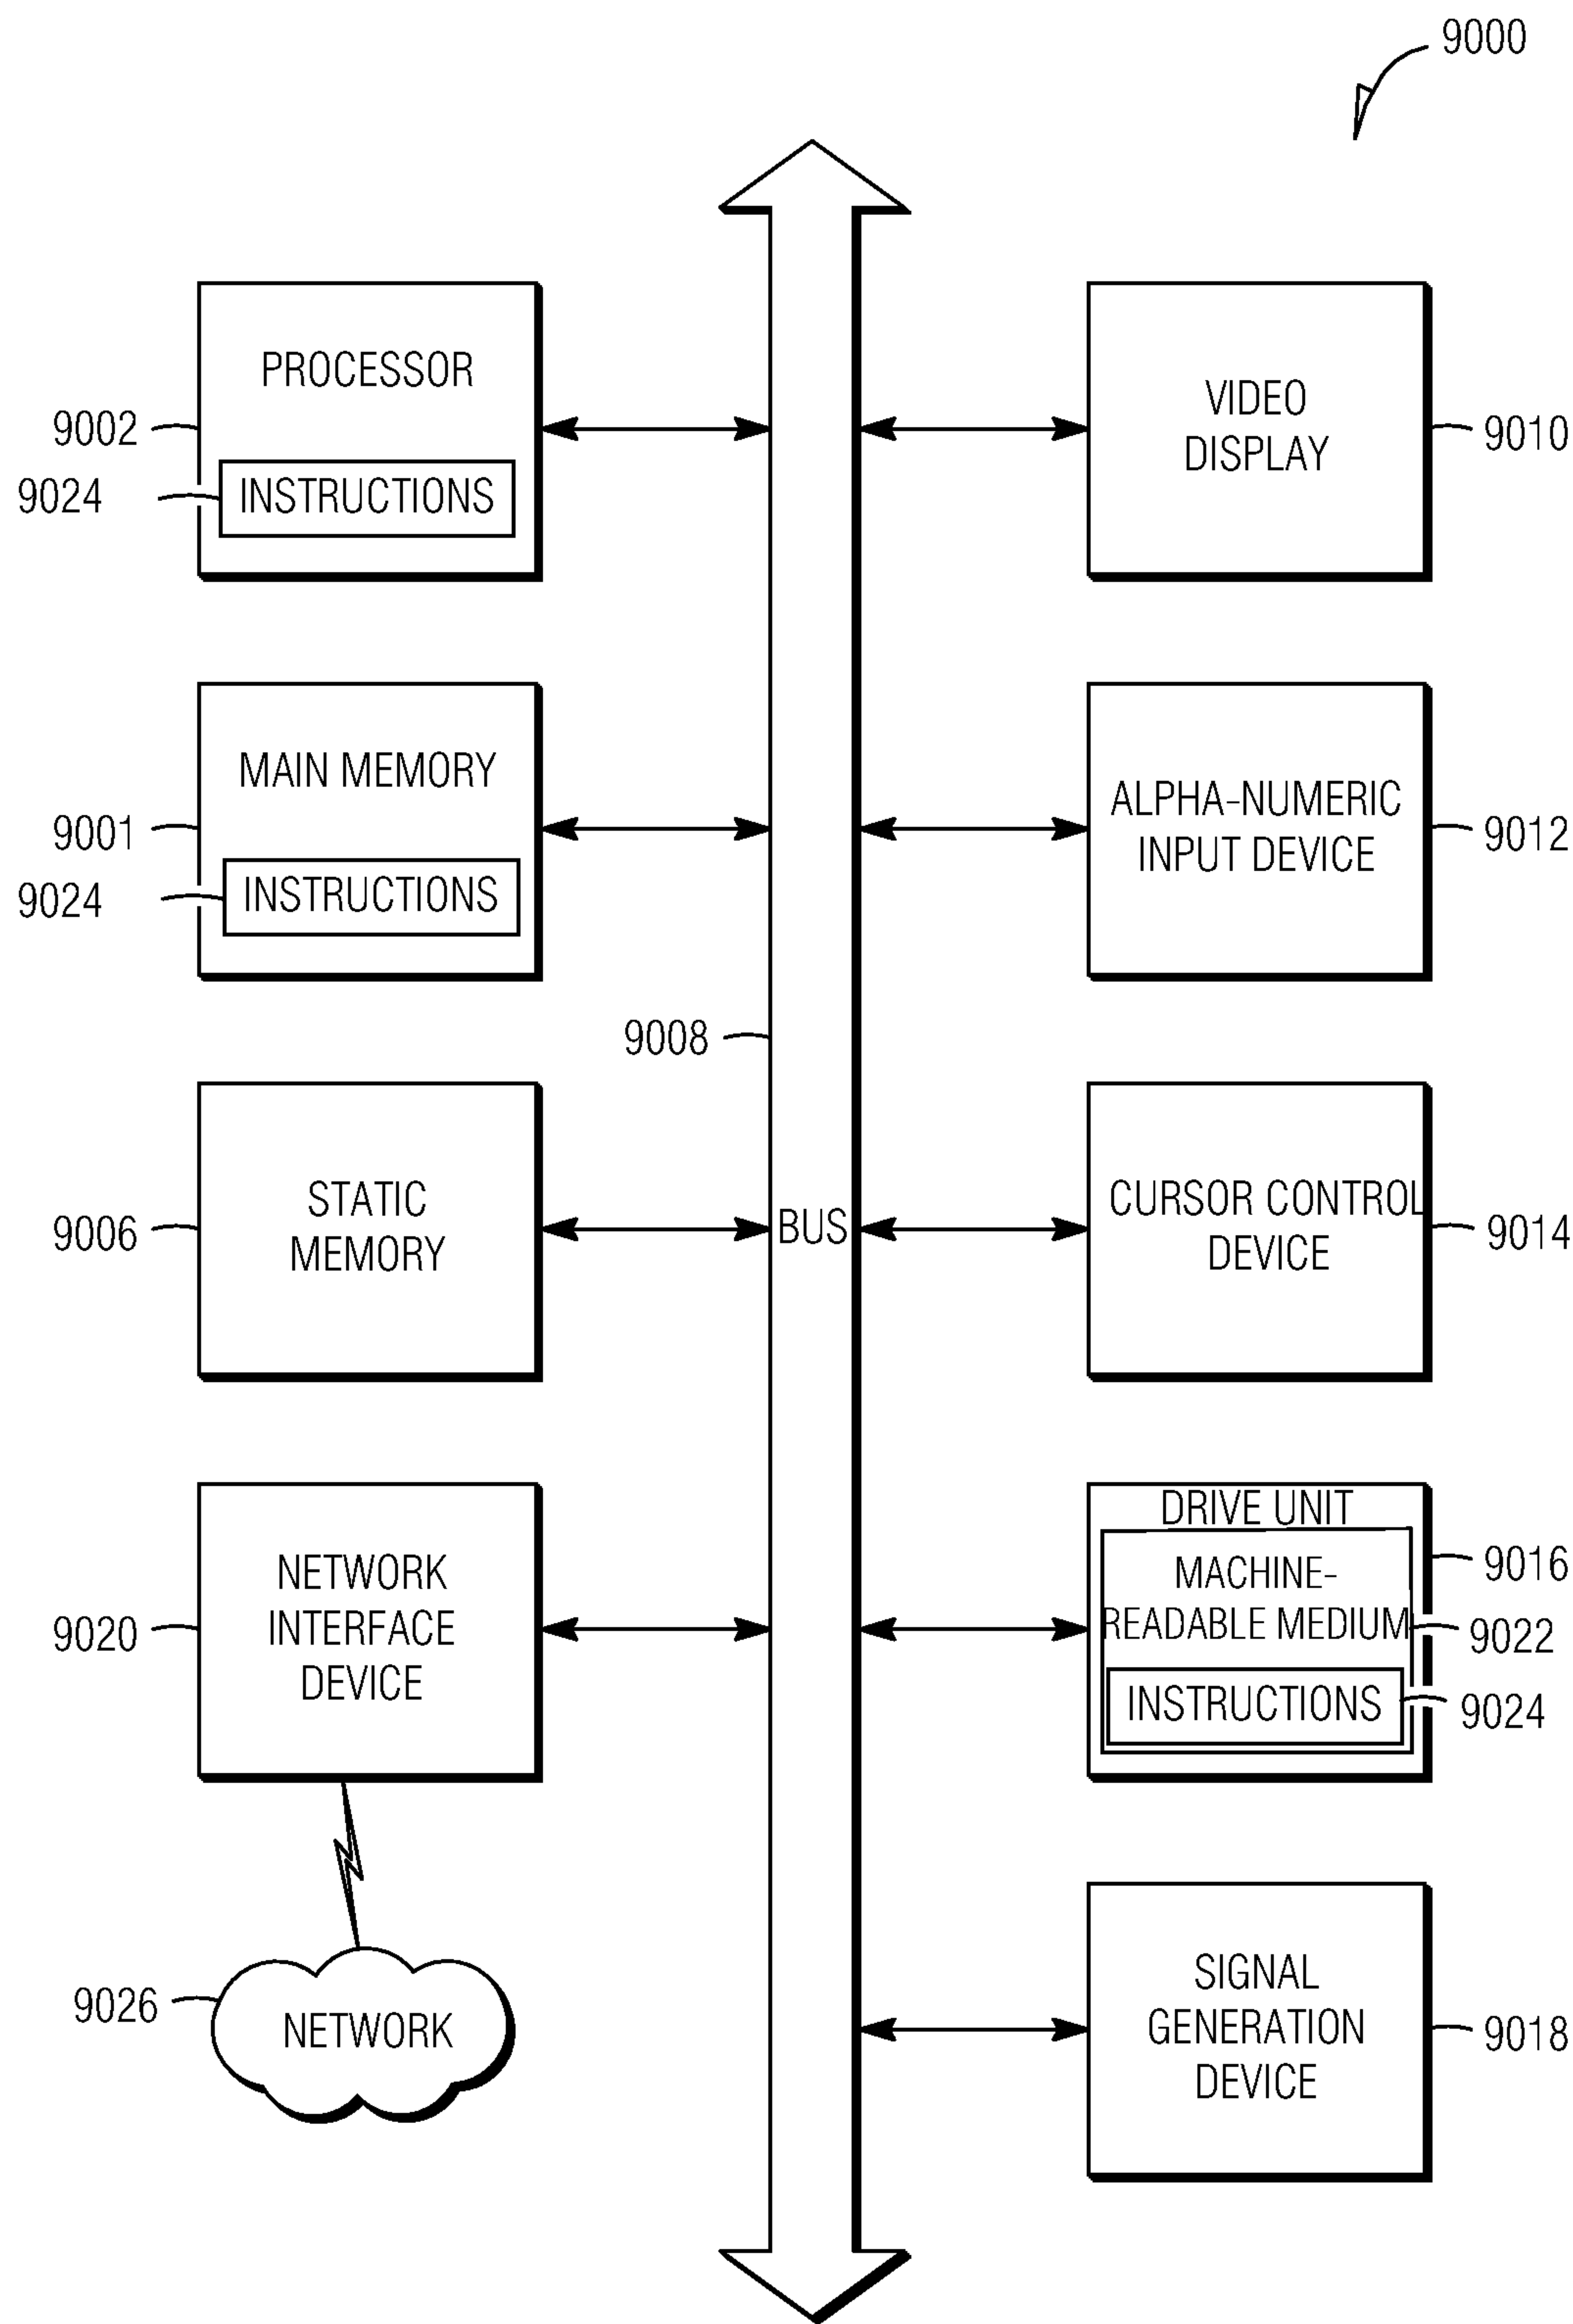 9000
PROCESSOR
9002
9024
INSTRUCTIONS
VIDEO
DISPLAY
9010
MAIN MEMORY
9001
9024
INSTRUCTIONS
ALPHA-NUMERIC
INPUT DEVICE
9012
9008
STATIC
MEMORY
9006
BUS
CURSOR CONTROL
DEVICE
9014
NETWORK
INTERFACE
DEVICE
9020
DRIVE UNIT
9016
MACHINE-
READABLE MEDIUM
9022
INSTRUCTIONS
9024
9026
NETWORK
SIGNAL
GENERATION
DEVICE
9018